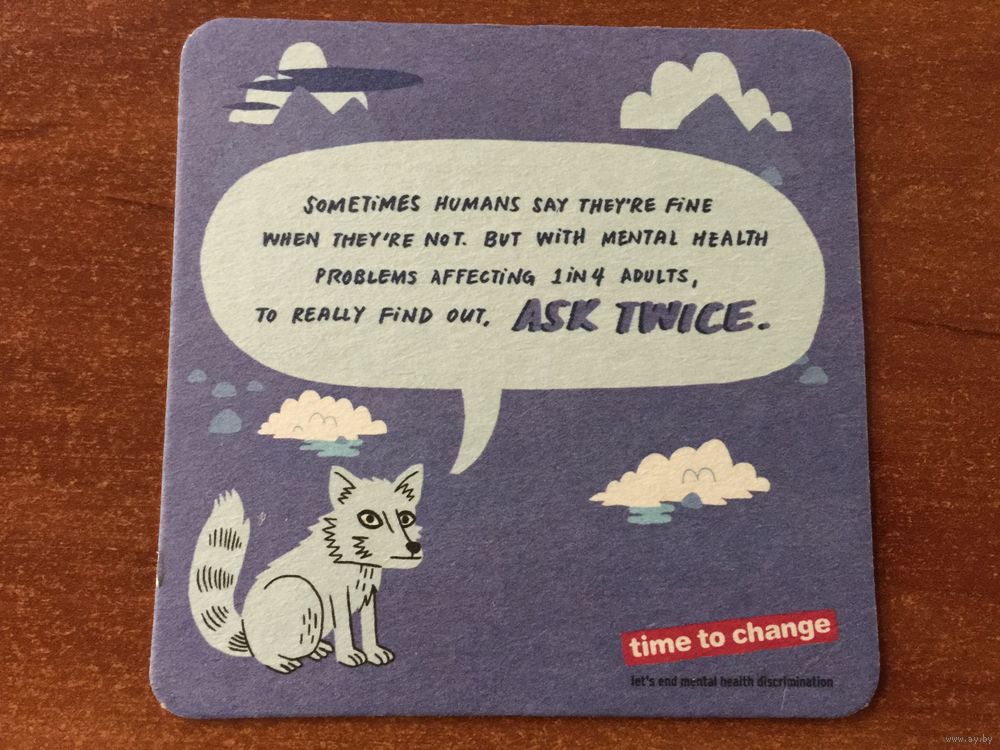 SOMETIMES HUMANS SAY THEY'RE FINE
WHEN THEY'RE NOT. BUT WITH MENTAL HEALTH
PROBLEMS AFFECTING 1 IN 4 ADULTS,
TO REALLY FIND OUT, ASK TWICE.
time to change
let's end mental health discrimination
www.ay.by